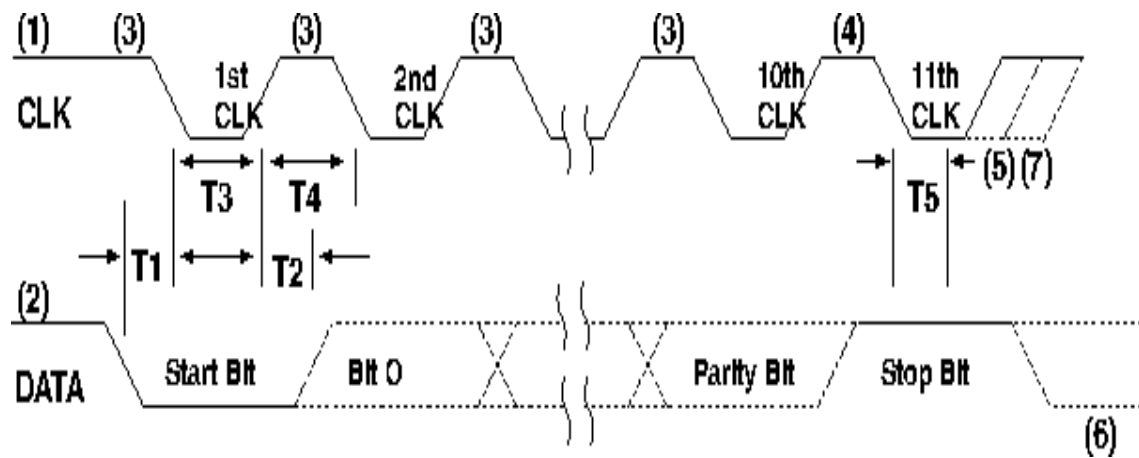 (1) (3) (3) (3) (3) (4)
1st CLK
2nd CLK
10th CLK
11th CLK
CLK
(5) (7)
T3 T4 T5
T1 T2
(2)
Start Bit Bit 0 Parity Bit Stop Bit
DATA
(6)